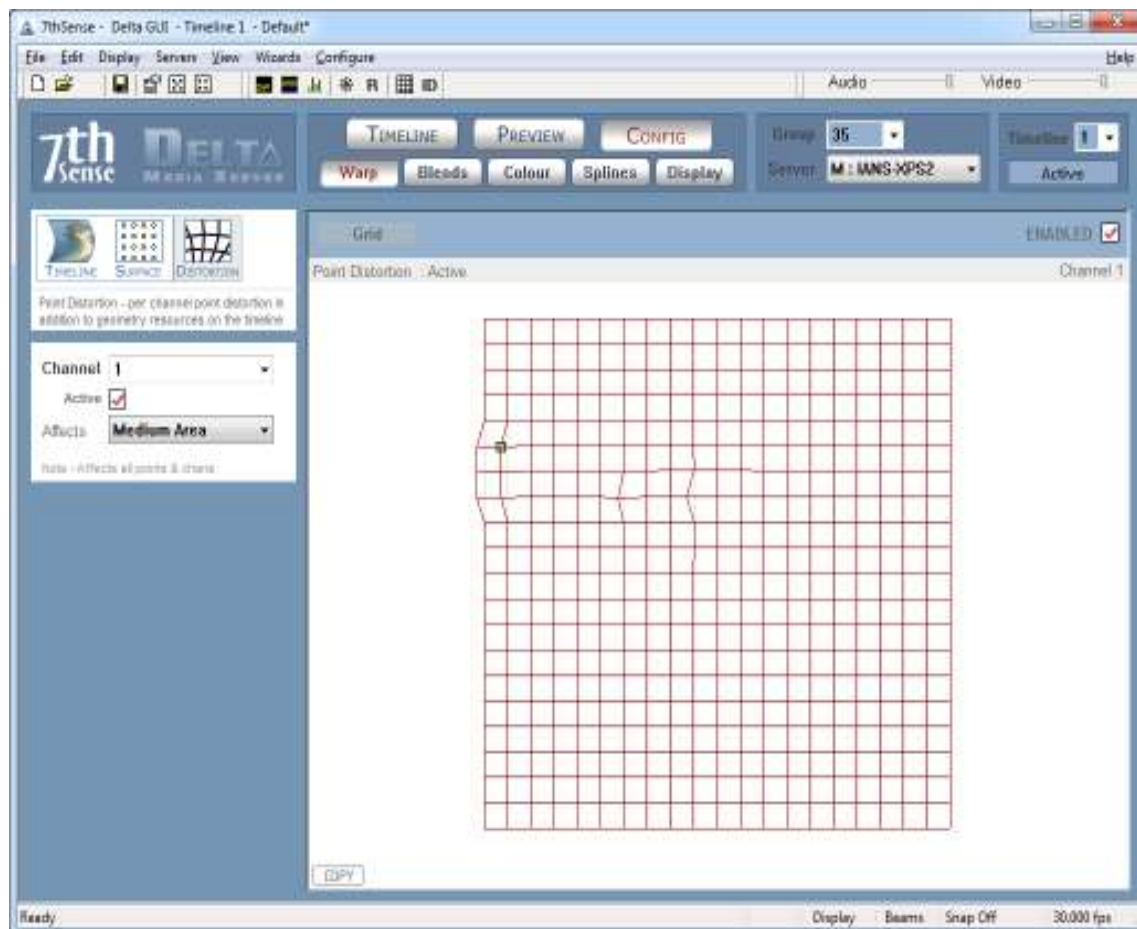 7thSense - Delta GUI - Timeline 1 - Default*
File Edit Display Servers View Wizards Configure Help
R ID Audio Video
7th Sense DELTA MEDIA SERVER
TIMELINE PREVIEW CONFIG
Warp Blends Colour Splines Display
Group 35
Server M : IANS-XPS2
Timeline 1
Active
TIMELINE SURFACE DISTORTION
Point Distortion - per channel point distortion in
addition to geometry resources on the timeline
Channel 1
Active
Affects Medium Area
Note - Affects all points & chans
Grid ENABLED
Point Distortion : Active Channel 1
COPY
Ready Display Beams Snap Off 30.000 fps